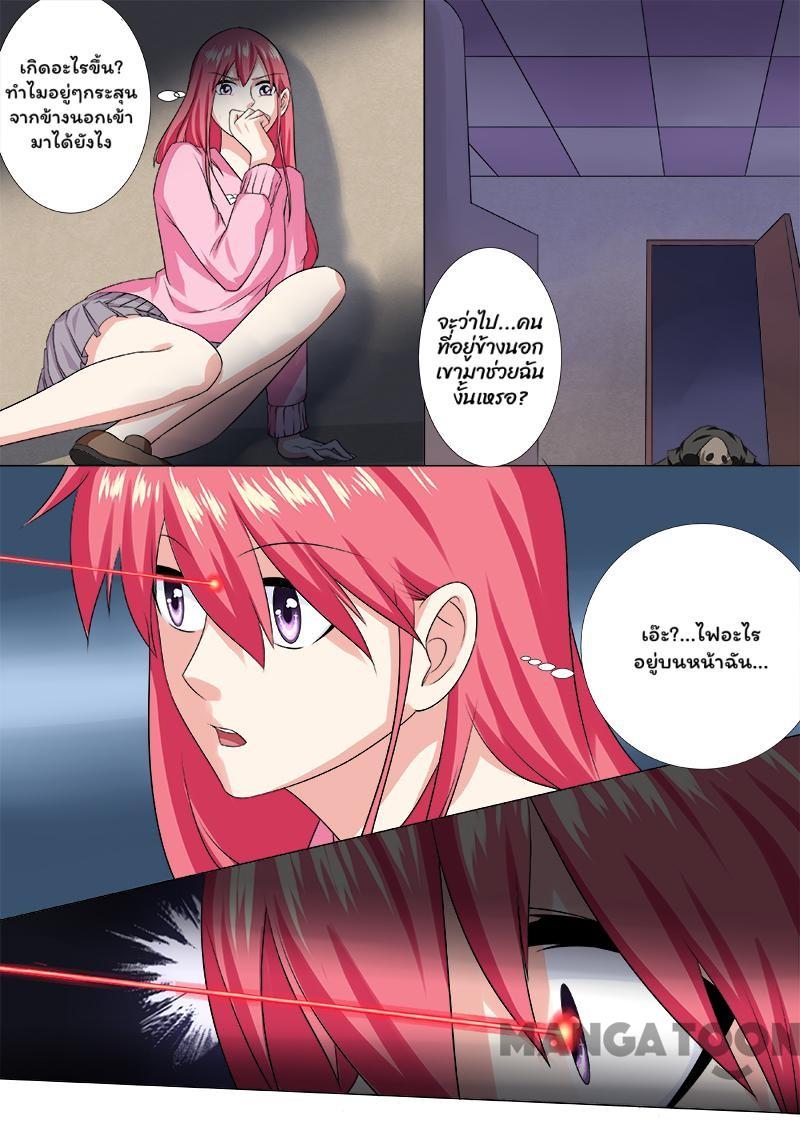 เกิดอะไรขึ้น?
ทำไมอยู่ๆกระสุน
จากข้างนอกเข้า
มาได้ยังไง
จะว่าไป...คน
ที่อยู่ข้างนอก
เขามาช่วยฉัน
งั้นเหรอ?
เอ๊ะ?...ไฟอะไร
อยู่บนหน้าฉัน...
MANGATOON